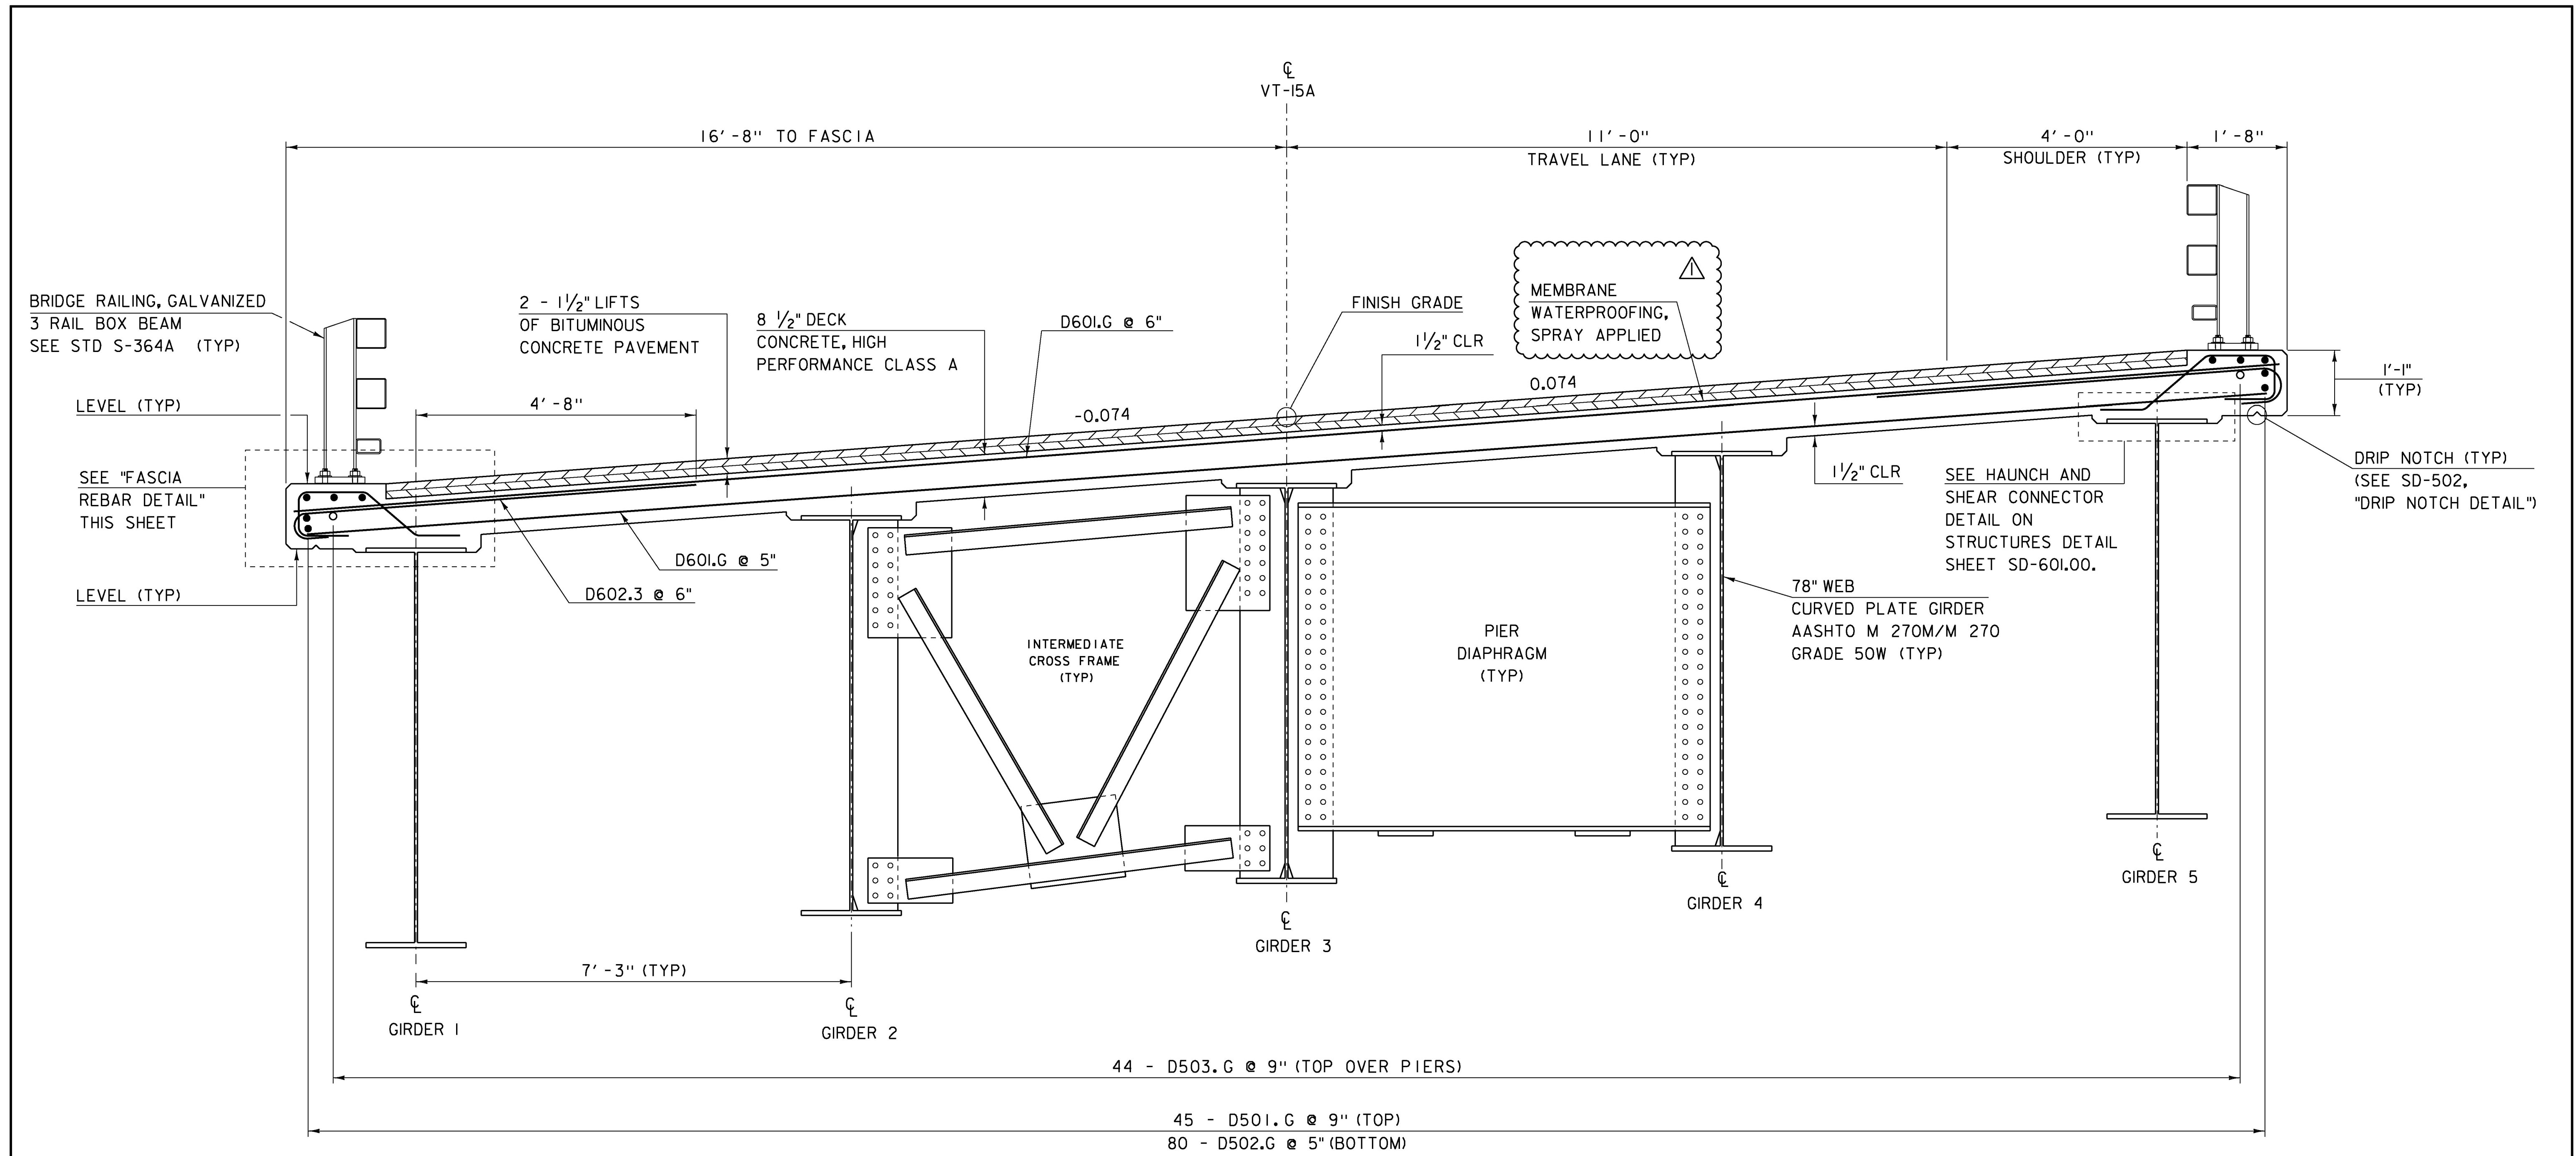 ℄
VT-15A
16'-8" TO FASCIA
11'-0"
TRAVEL LANE (TYP)
4'-0"
SHOULDER (TYP)
1'-8"
BRIDGE RAILING, GALVANIZED
3 RAIL BOX BEAM
SEE STD S-364A (TYP)
2 - 1 1/2" LIFTS
OF BITUMINOUS
CONCRETE PAVEMENT
8 1/2" DECK
CONCRETE, HIGH
PERFORMANCE CLASS A
D601.G @ 6"
FINISH GRADE
1 1/2" CLR
1
MEMBRANE
WATERPROOFING,
SPRAY APPLIED
LEVEL (TYP)
4'-8"
-0.074
0.074
1'-1"
(TYP)
SEE "FASCIA
REBAR DETAIL"
THIS SHEET
1 1/2" CLR
SEE HAUNCH AND
SHEAR CONNECTOR
DETAIL ON
STRUCTURES DETAIL
SHEET SD-601.00.
DRIP NOTCH (TYP)
(SEE SD-502,
"DRIP NOTCH DETAIL")
LEVEL (TYP)
D601.G @ 5"
D602.3 @ 6"
78" WEB
CURVED PLATE GIRDER
AASHTO M 270M/M 270
GRADE 50W (TYP)
INTERMEDIATE
CROSS FRAME
(TYP)
PIER
DIAPHRAGM
(TYP)
℄
GIRDER 5
℄
GIRDER 4
℄
GIRDER 3
7'-3" (TYP)
℄
GIRDER 1
℄
GIRDER 2
44 - D503.G @ 9" (TOP OVER PIERS)
45 - D501.G @ 9" (TOP)
80 - D502.G @ 5" (BOTTOM)